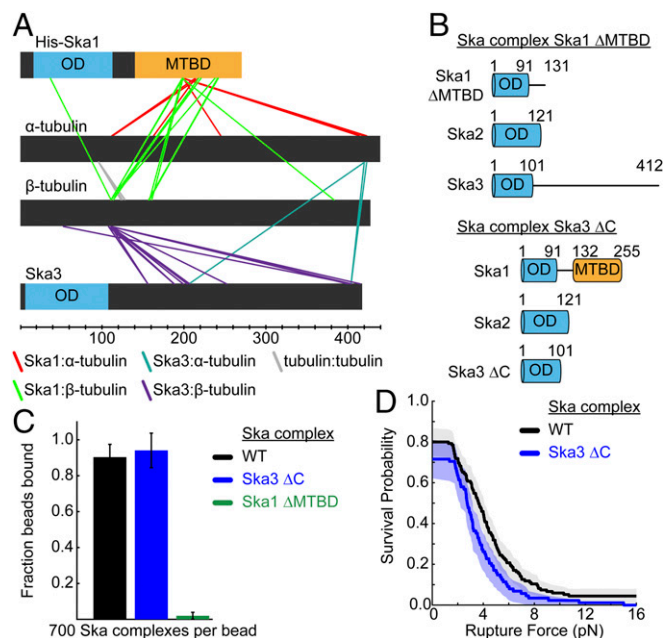 A
His-Ska1
OD MTBD
α-tubulin
β-tubulin
Ska3
OD
100 200 300 400
Ska1:α-tubulin Ska3:α-tubulin tubulin:tubulin
Ska1:β-tubulin Ska3:β-tubulin
B
Ska complex Ska1 ΔMTBD
1 91 131
Ska1
ΔMTBD
OD
1 121
Ska2 OD
1 101 412
Ska3 OD
Ska complex Ska3 ΔC
1 91 132 255
Ska1 OD MTBD
1 121
Ska2 OD
1 101
Ska3 ΔC OD
C
Ska complex
WT
Ska3 ΔC
Ska1 ΔMTBD
Fraction beads bound
1.0
0.8
0.6
0.4
0.2
700 Ska complexes per bead
D
Ska complex
WT
Ska3 ΔC
Survival Probability
1.0
0.8
0.6
0.4
0.2
0
0 4 8 12 16
Rupture Force (pN)